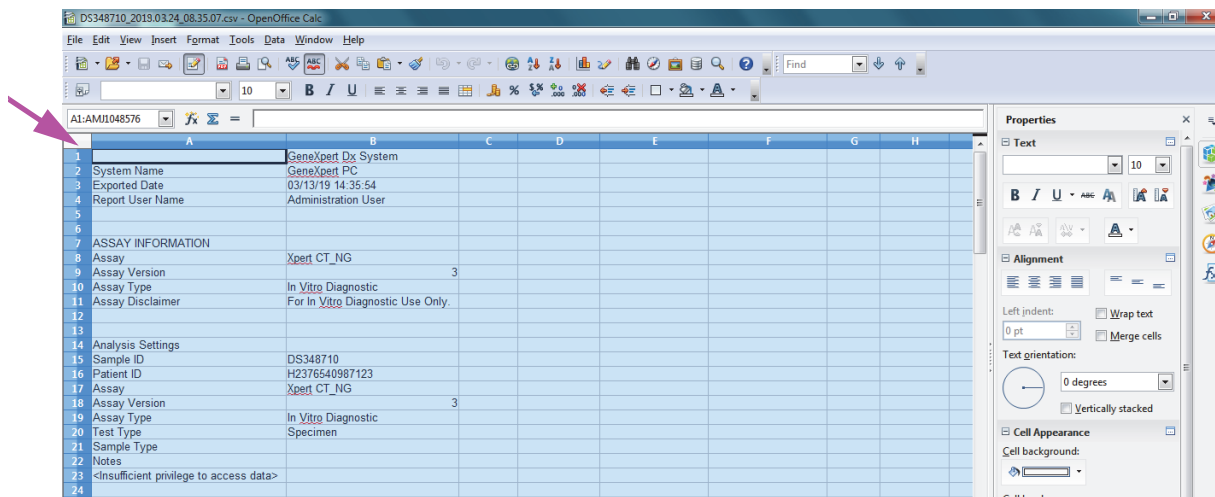 DS348710_2019.03.24_08.35.07.csv - OpenOffice Calc
File Edit View Insert Format Tools Data Window Help
Find
10 B I U
A1:AMJ1048576
A B C D E F G H
1 GeneXpert Dx System
2 System Name GeneXpert PC
3 Exported Date 03/13/19 14:35:54
4 Report User Name Administration User
5
6
7 ASSAY INFORMATION
8 Assay Xpert CT_NG
9 Assay Version 3
10 Assay Type In Vitro Diagnostic
11 Assay Disclaimer For In Vitro Diagnostic Use Only.
12
13
14 Analysis Settings
15 Sample ID DS348710
16 Patient ID H2376540987123
17 Assay Xpert CT_NG
18 Assay Version 3
19 Assay Type In Vitro Diagnostic
20 Test Type Specimen
21 Sample Type
22 Notes
23 <Insufficient privilege to access data>
24
Properties
Text
10
B I U ABC
Alignment
Left indent: Wrap text
0 pt Merge cells
Text orientation:
0 degrees
Vertically stacked
Cell Appearance
Cell background: